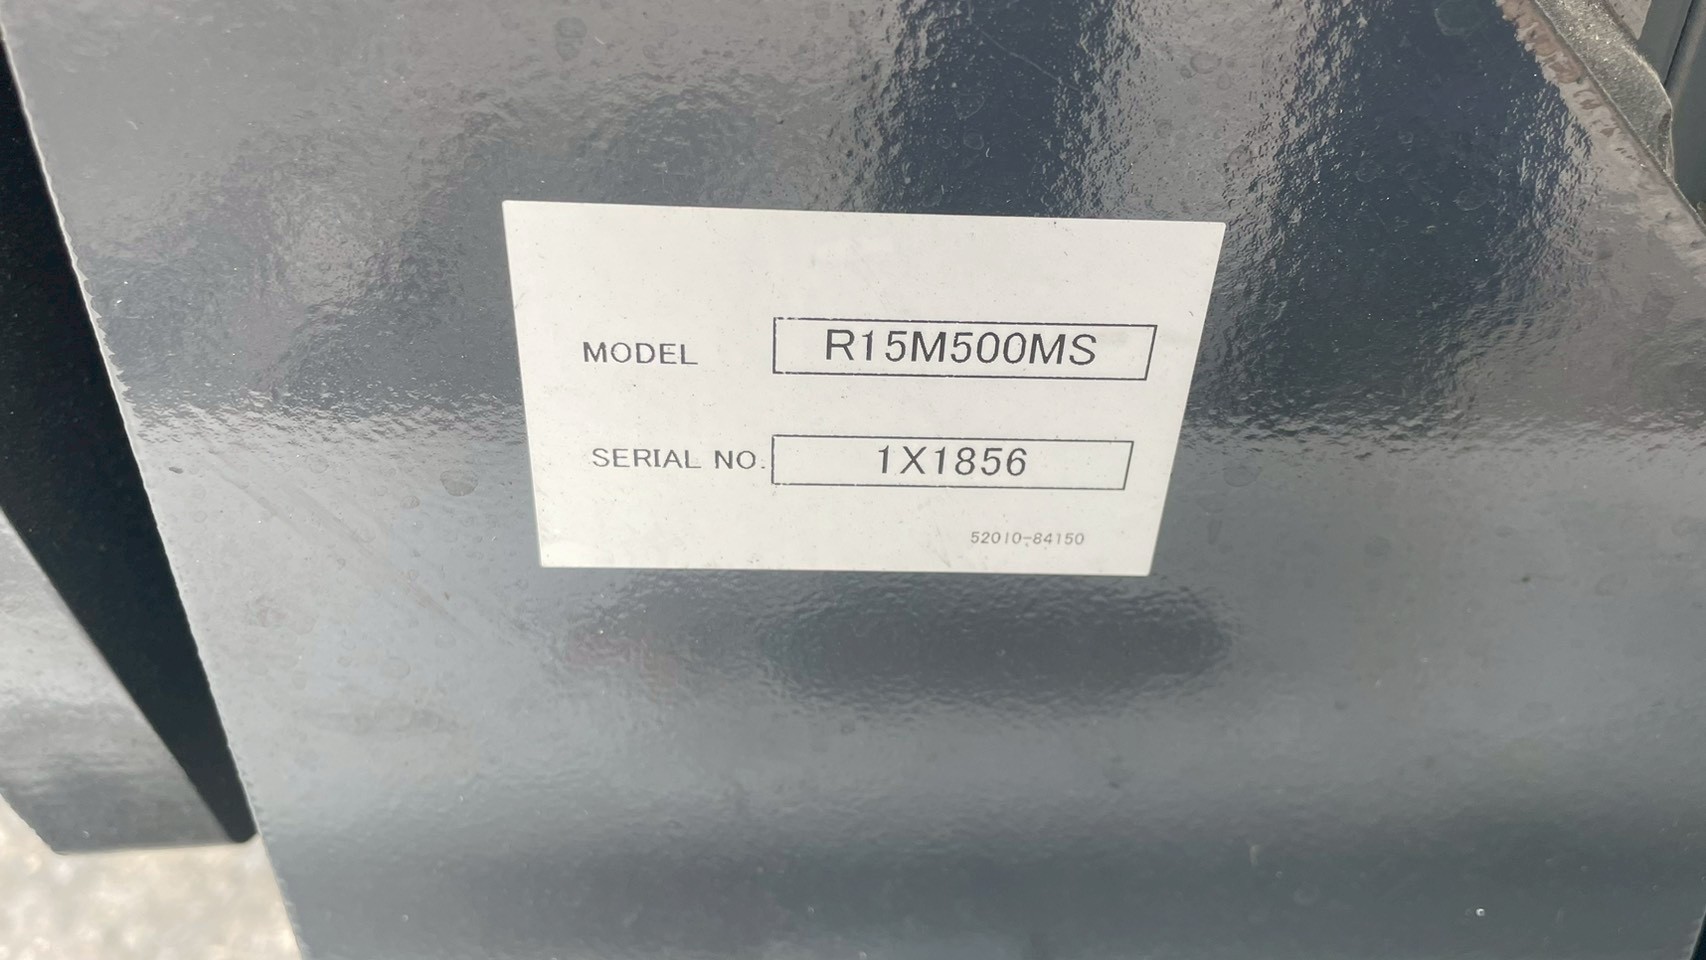 MODEL R15M500MS
SERIAL NO. 1X1856
52010-84150